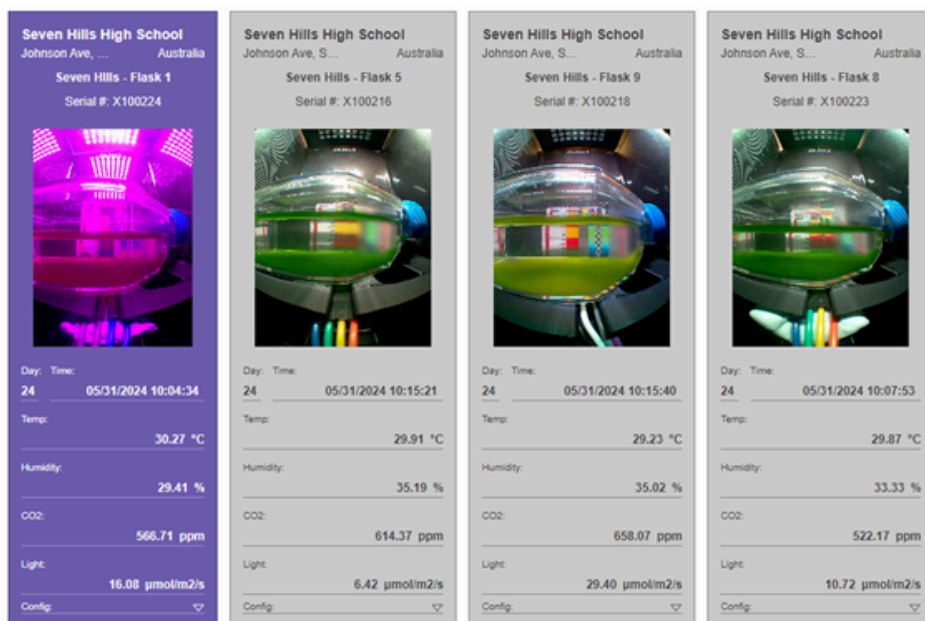 Seven Hills High School
Johnson Ave, ... Australia
Seven Hills - Flask 1
Serial #: X100224
Day: Time:
24 05/31/2024 10:04:34
Temp:
30.27 °C
Humidity:
29.41 %
CO2:
566.71 ppm
Light:
16.08 µmol/m2/s
Config:
Seven Hills High School
Johnson Ave, S... Australia
Seven Hills - Flask 5
Serial #: X100216
Day: Time:
24 05/31/2024 10:15:21
Temp:
29.91 °C
Humidity:
35.19 %
CO2:
614.37 ppm
Light:
6.42 µmol/m2/s
Config:
Seven Hills High School
Johnson Ave, S... Australia
Seven Hills - Flask 9
Serial #: X100218
Day: Time:
24 05/31/2024 10:15:40
Temp:
29.23 °C
Humidity:
35.02 %
CO2:
658.07 ppm
Light:
29.40 µmol/m2/s
Config:
Seven Hills High School
Johnson Ave, S... Australia
Seven Hills - Flask 8
Serial #: X100223
Day: Time:
24 05/31/2024 10:07:53
Temp:
29.87 °C
Humidity:
33.33 %
CO2:
522.17 ppm
Light:
10.72 µmol/m2/s
Config: